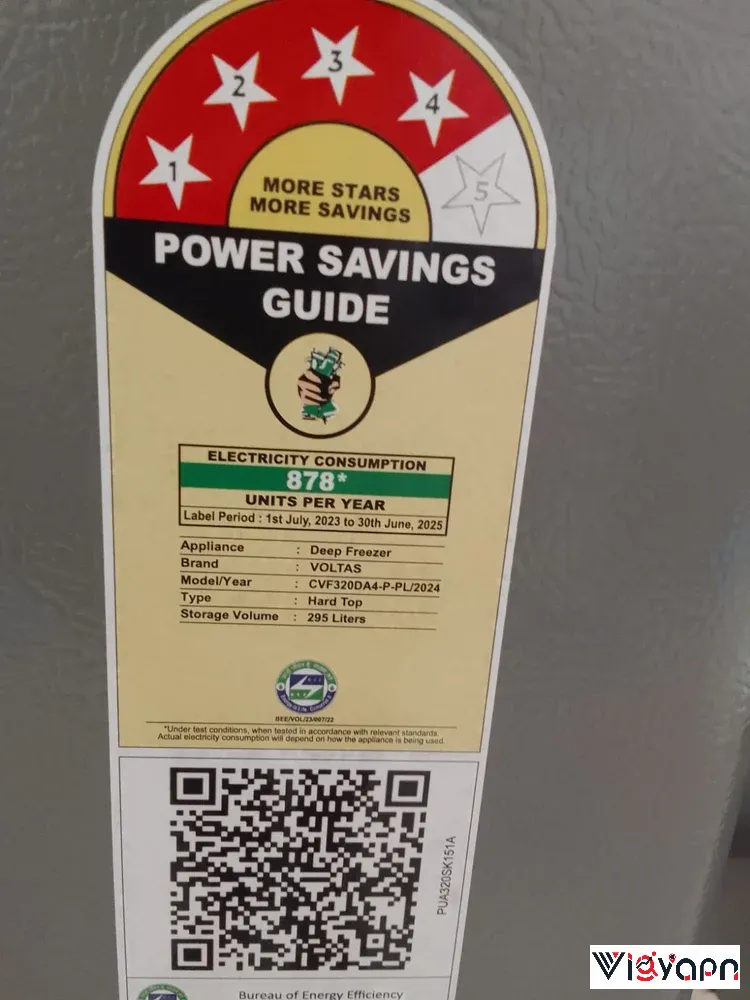 1 2 3 4 5
MORE STARS
MORE SAVINGS
POWER SAVINGS
GUIDE
ELECTRICITY CONSUMPTION
878*
UNITS PER YEAR
Label Period : 1st July, 2023 to 30th June, 2025
Appliance : Deep Freezer
Brand : VOLTAS
Model/Year : CVF320DA4-P-PL/2024
Type : Hard Top
Storage Volume : 295 Liters
BEE/VOL/23/007/22
*Under test conditions, when tested in accordance with relevant standards.
Actual electricity consumption will depend on how the appliance is being used.
PUA320SK151A
Bureau of Energy Efficiency
Vigyapn